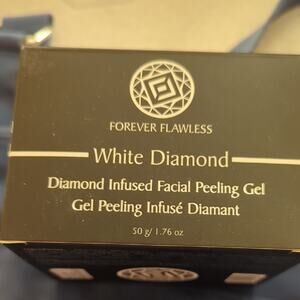 FOREVER FLAWLESS
White Diamond
Diamond Infused Facial Peeling Gel
Gel Peeling Infusé Diamant
50 g/ 1.76 oz